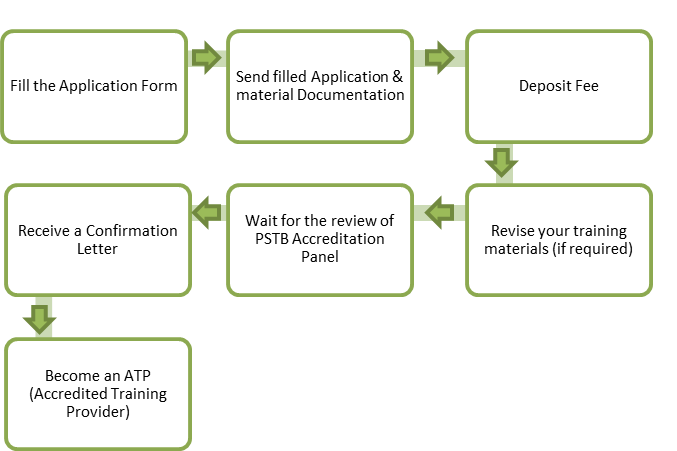 Fill the Application Form
Send filled Application &
material Documentation
Deposit Fee
Revise your training
materials (if required)
Wait for the review of
PSTB Accreditation
Panel
Receive a Confirmation
Letter
Become an ATP
(Accredited Training
Provider)